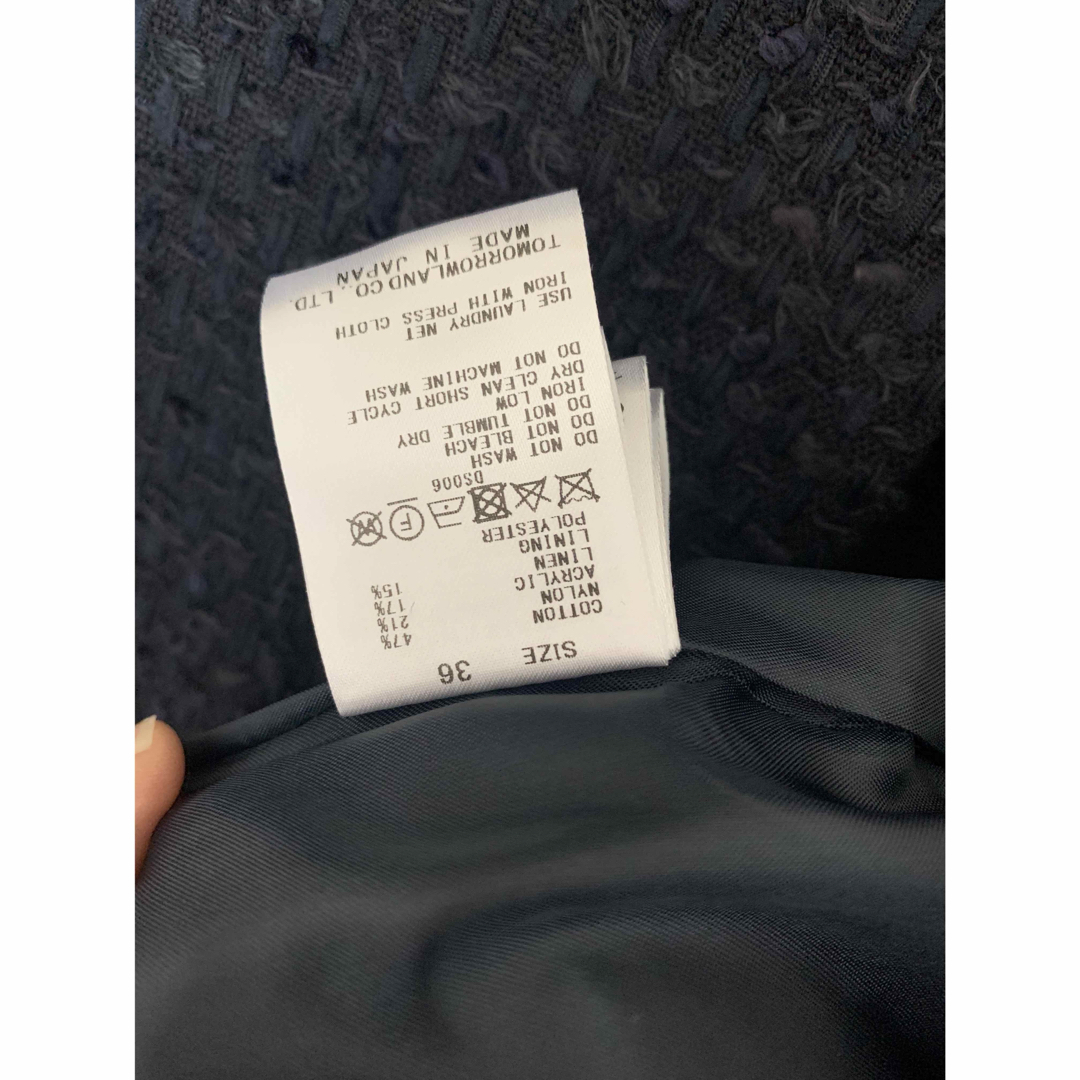 SIZE 36
COTTON 47%
NYLON 21%
ACRYLIC 17%
LINEN 15%
LINING
POLYESTER
F W
DS006
DO NOT WASH
DO NOT BLEACH
DO NOT TUMBLE DRY
IRON LOW
DRY CLEAN SHORT CYCLE
DO NOT MACHINE WASH
USE LAUNDRY NET
IRON WITH PRESS CLOTH
TOMORROWLAND CO., LTD.
MADE IN JAPAN